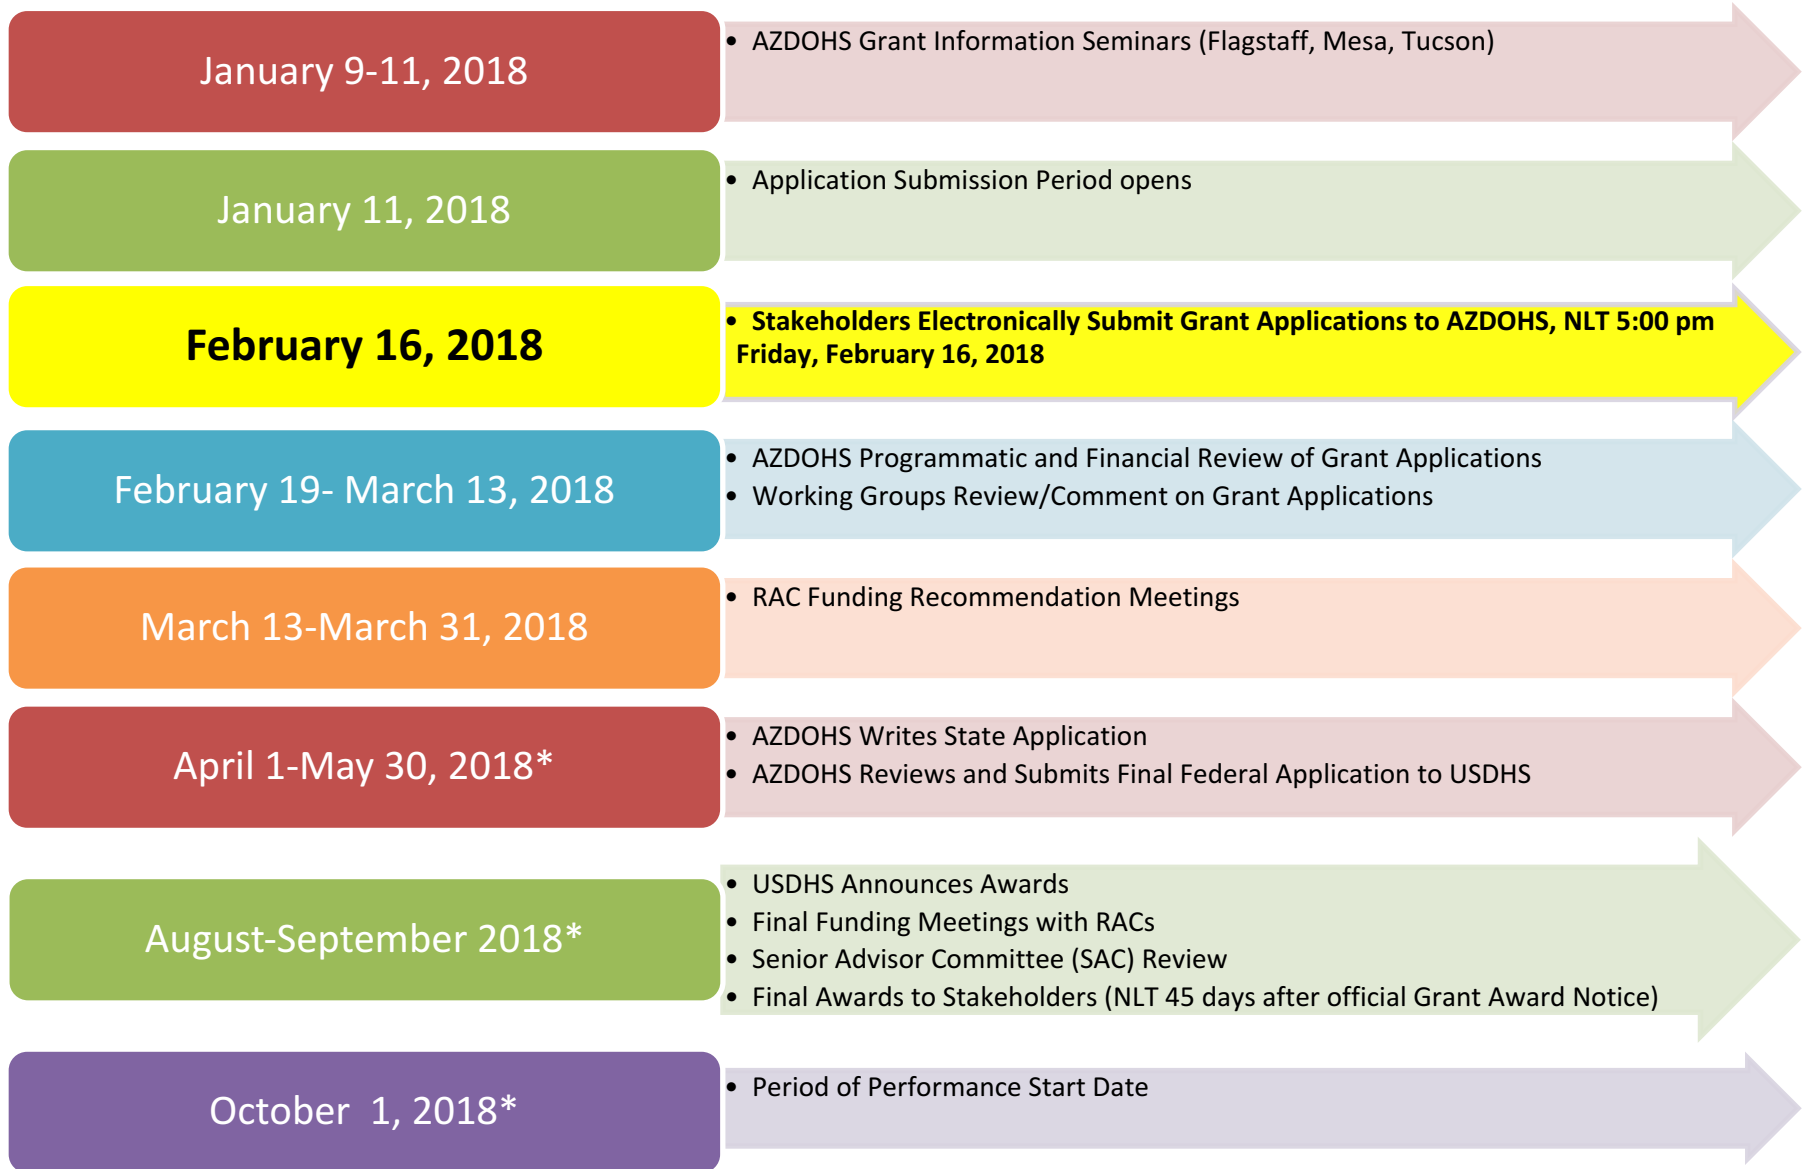 January 9-11, 2018
• AZDOHS Grant Information Seminars (Flagstaff, Mesa, Tucson)
January 11, 2018
• Application Submission Period opens
February 16, 2018
• Stakeholders Electronically Submit Grant Applications to AZDOHS, NLT 5:00 pm
Friday, February 16, 2018
February 19- March 13, 2018
• AZDOHS Programmatic and Financial Review of Grant Applications
• Working Groups Review/Comment on Grant Applications
March 13-March 31, 2018
• RAC Funding Recommendation Meetings
April 1-May 30, 2018*
• AZDOHS Writes State Application
• AZDOHS Reviews and Submits Final Federal Application to USDHS
August-September 2018*
• USDHS Announces Awards
• Final Funding Meetings with RACs
• Senior Advisor Committee (SAC) Review
• Final Awards to Stakeholders (NLT 45 days after official Grant Award Notice)
October  1, 2018*
• Period of Performance Start Date